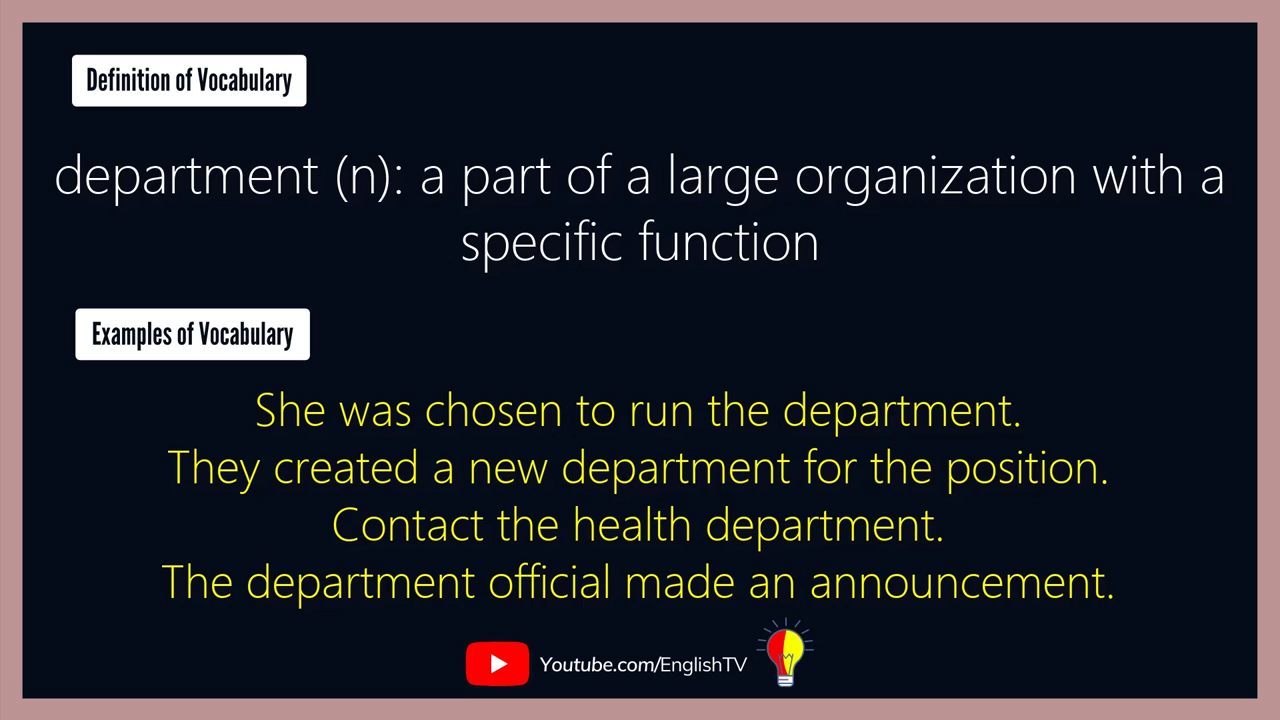 Definition of Vocabulary
department (n): a part of a large organization with a
specific function
Examples of Vocabulary
She was chosen to run the department.
They created a new department for the position.
Contact the health department.
The department official made an announcement.
Youtube.com/EnglishTV